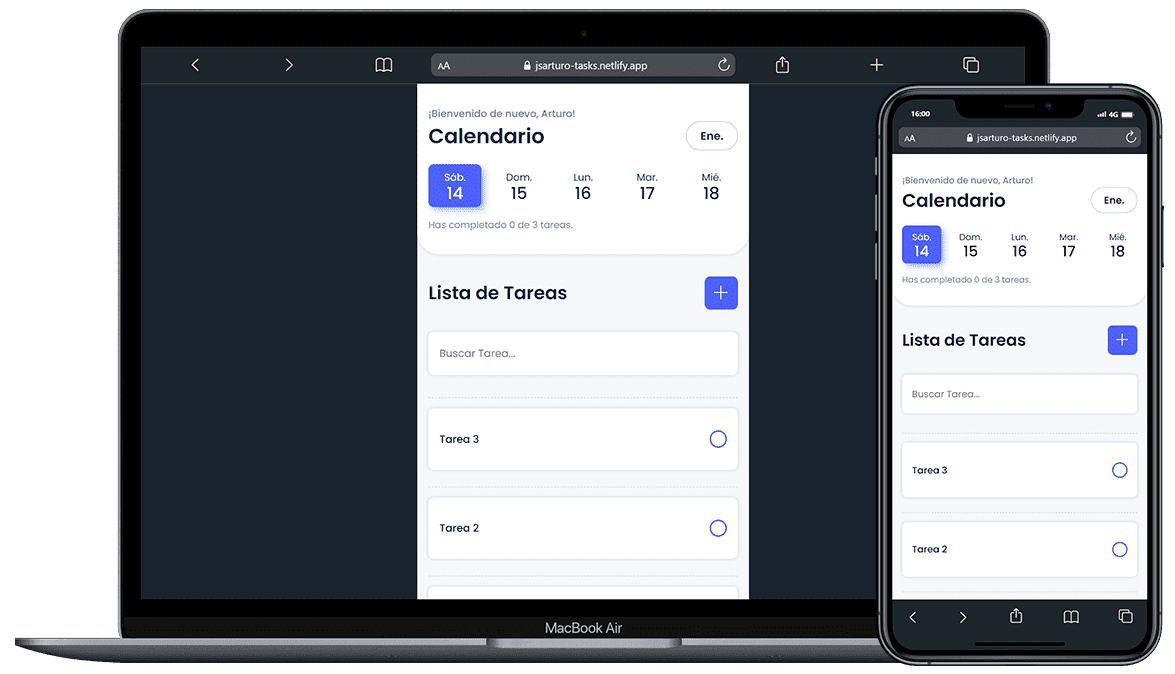 AA jsarturo-tasks.netlify.app
¡Bienvenido de nuevo, Arturo!
Calendario
Ene.
Sáb. Dom. Lun. Mar. Mié.
14 15 16 17 18
Has completado 0 de 3 tareas.
Lista de Tareas
+
Buscar Tarea...
Tarea 3
Tarea 2
MacBook Air
16:00 4G
AA jsarturo-tasks.netlify.app
¡Bienvenido de nuevo, Arturo!
Calendario
Ene.
Sáb. Dom. Lun. Mar. Mié.
14 15 16 17 18
Has completado 0 de 3 tareas.
Lista de Tareas
+
Buscar Tarea...
Tarea 3
Tarea 2